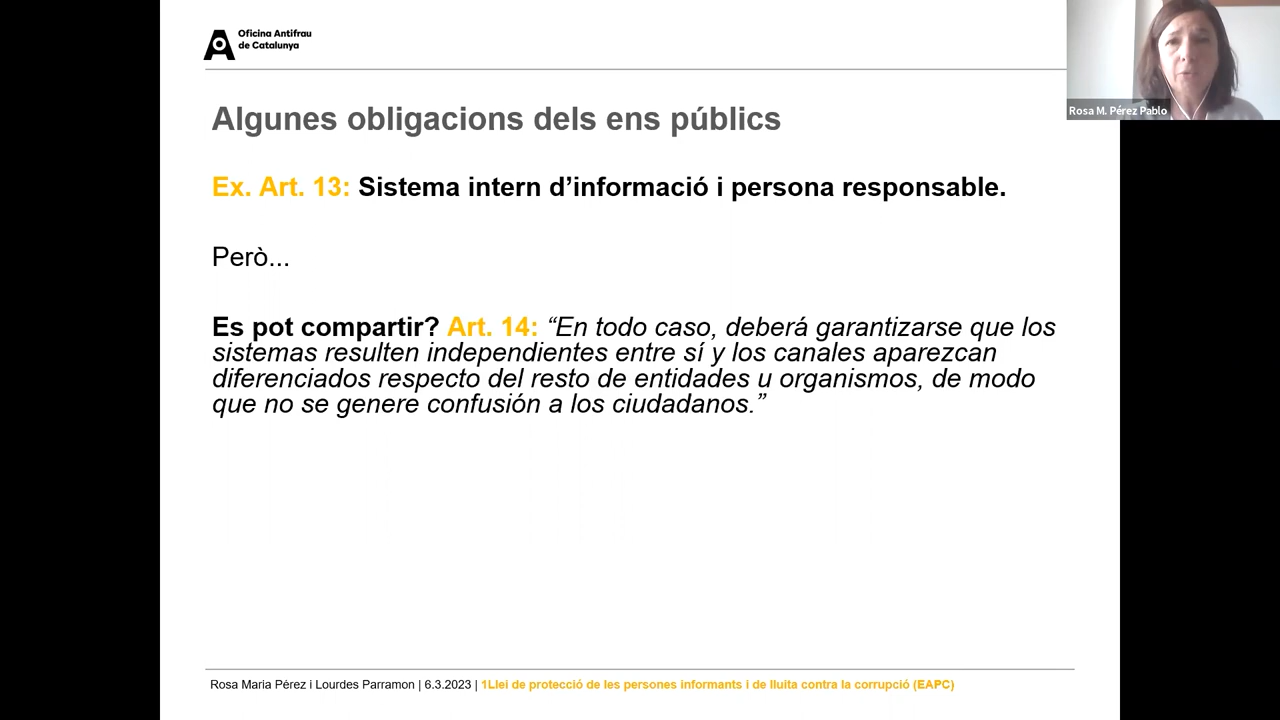 Oficina Antifrau
de Catalunya
Rosa M. Pérez Pablo
Algunes obligacions dels ens públics
Ex. Art. 13: Sistema intern d’informació i persona responsable.
Però...
Es pot compartir? Art. 14: “En todo caso, deberá garantizarse que los
sistemas resulten independientes entre sí y los canales aparezcan
diferenciados respecto del resto de entidades u organismos, de modo
que no se genere confusión a los ciudadanos.”
Rosa Maria Pérez i Lourdes Parramon | 6.3.2023 | 1Llei de protecció de les persones informants i de lluita contra la corrupció (EAPC)